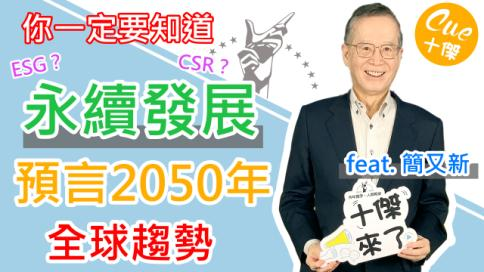 你一定要知道
ESG?
CSR?
永續發展
預言2050年
全球趨勢
Cue
十傑
feat. 簡又新
十傑
來了